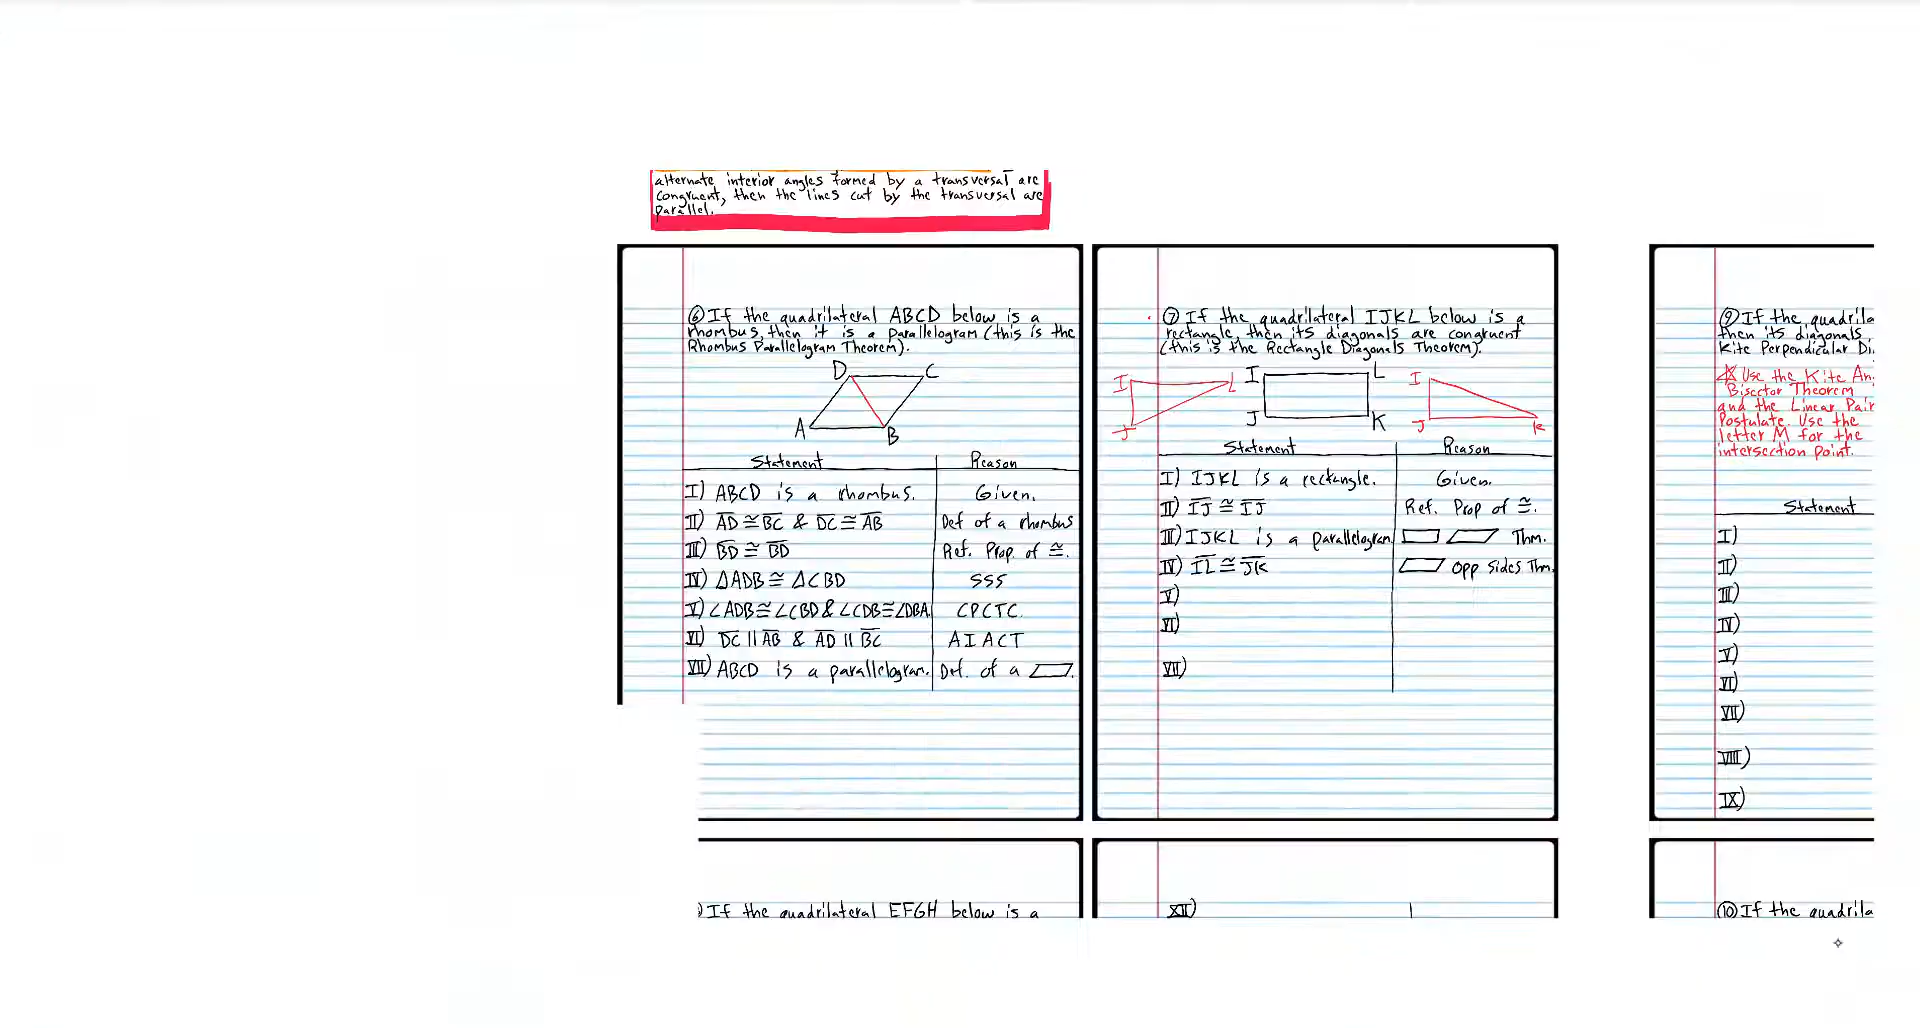 alternate interior angles formed by a transversal are
congruent, then the lines cut by the transversal are
parallel.
⑥ If the quadrilateral ABCD below is a
rhombus, then it is a parallelogram (this is the
Rhombus Parallelogram Theorem).
D C
A B
Statement Reason
I) ABCD is a rhombus. Given.
II) AD ≅ BC & DC ≅ AB Def of a rhombus
III) BD ≅ BD Ref. Prop. of ≅.
IV) ΔADB ≅ ΔCBD SSS
V) ∠ADB ≅ ∠CBD & ∠CDB ≅ ∠DBA. CPCTC.
VI) DC || AB & AD || BC AIACT
VII) ABCD is a parallelogram. Def. of a ▱.
⑦ If the quadrilateral IJKL below is a
rectangle, then its diagonals are congruent
(this is the Rectangle Diagonals Theorem).
I L I L I
J J K J K
Statement Reason
I) IJKL is a rectangle. Given.
II) IJ ≅ IJ Ref. Prop of ≅.
III) IJKL is a parallelogram. ▭ ▱ Thm.
IV) IL ≅ JK ▱ Opp sides Thm.
V)
VI)
VII)
⑨ If the quadrila
then its diagonals
Kite Perpendicular Di
Use the Kite An
Bisector Theorem
and the Linear Pair
Postulate. Use the
letter M for the
intersection point.
Statement
I)
II)
III)
IV)
V)
VI)
VII)
VIII)
IX)
) If the quadrilateral EFGH below is a
XII)
⑩ If the quadrila